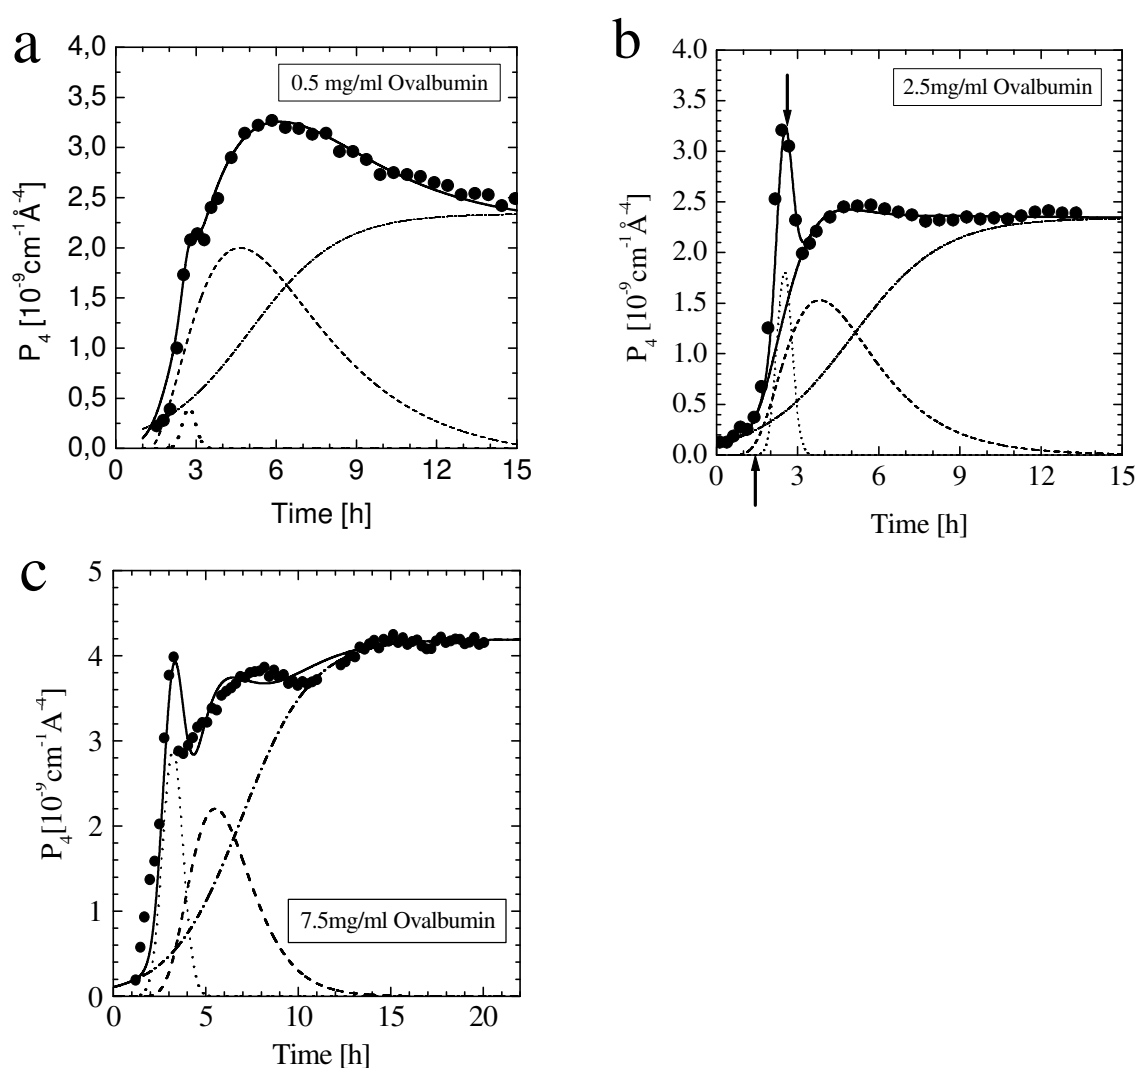 a
4,0
3,5
3,0
2,5
2,0
1,5
1,0
0,5
0,0
0 3 6 9 12 15
P4 [10-9cm-1Å-4]
Time [h]
0.5 mg/ml Ovalbumin
b
4.0
3.5
3.0
2.5
2.0
1.5
1.0
0.5
0.0
0 3 6 9 12 15
P4 [10-9cm-1Å-4]
Time [h]
2.5mg/ml Ovalbumin
c
5
4
3
2
1
0
0 5 10 15 20
P4[10-9cm-1A-4]
Time [h]
7.5mg/ml Ovalbumin